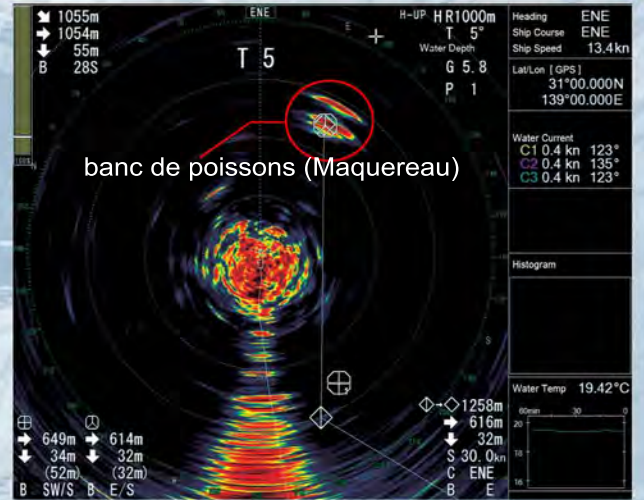 1055m
1054m
55m
B 28S
ENE
T 5
E
H-UP HR1000m
T 5°
Water Depth
G 5.8
P 1
banc de poissons (Maquereau)
S
100%
649m
34m
(52m)
B SW/S
614m
32m
(32m)
B E/S
1258m
616m
32m
S 30.0kn
C ENE
B E
Heading ENE
Ship Course ENE
Ship Speed 13.4kn
Lat/Lon [GPS]
31°00.000N
139°00.000E
Water Current
C1 0.4 kn 123°
C2 0.4 kn 135°
C3 0.4 kn 123°
Histogram
Water Temp 19.42°C
60min 30 0
20
18
16